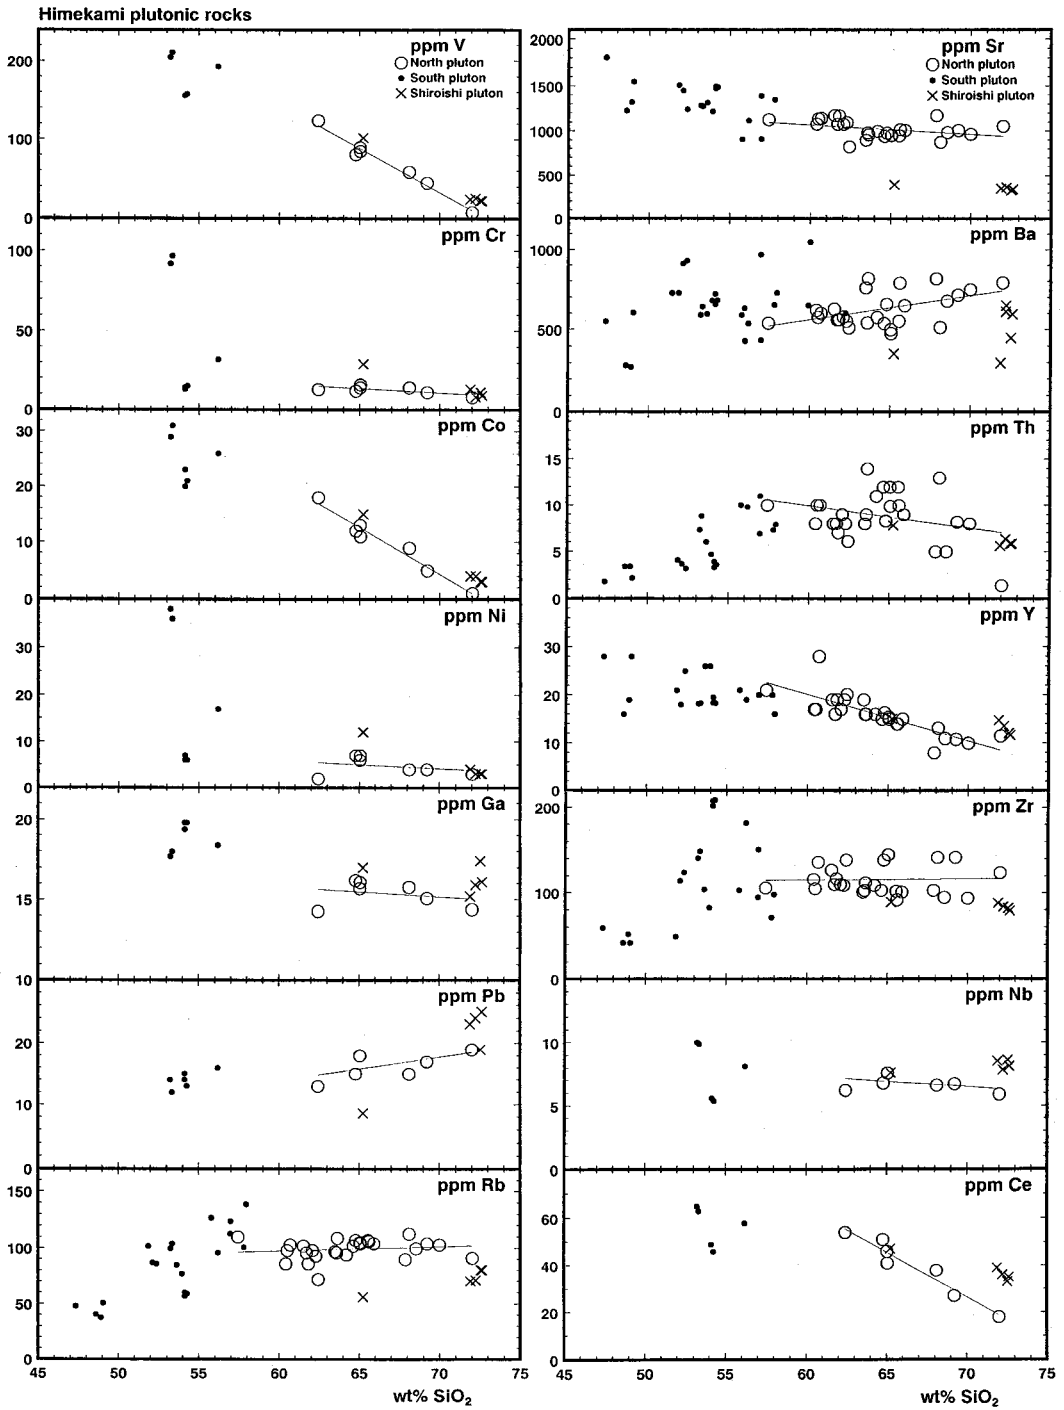 Himekami plutonic rocks
ppm V
North pluton
South pluton
Shiroishi pluton
200
100
0
ppm Cr
100
50
0
ppm Co
30
20
10
0
ppm Ni
30
20
10
0
ppm Ga
20
15
10
ppm Pb
20
10
0
ppm Rb
150
100
50
0
45 50 55 60 65 70 75
wt% SiO₂
ppm Sr
North pluton
South pluton
Shiroishi pluton
2000
1500
1000
500
0
ppm Ba
1000
500
ppm Th
15
10
5
0
ppm Y
30
20
10
0
ppm Zr
200
100
0
ppm Nb
10
5
0
ppm Ce
60
40
20
0
45 50 55 60 65 70 75
wt% SiO₂